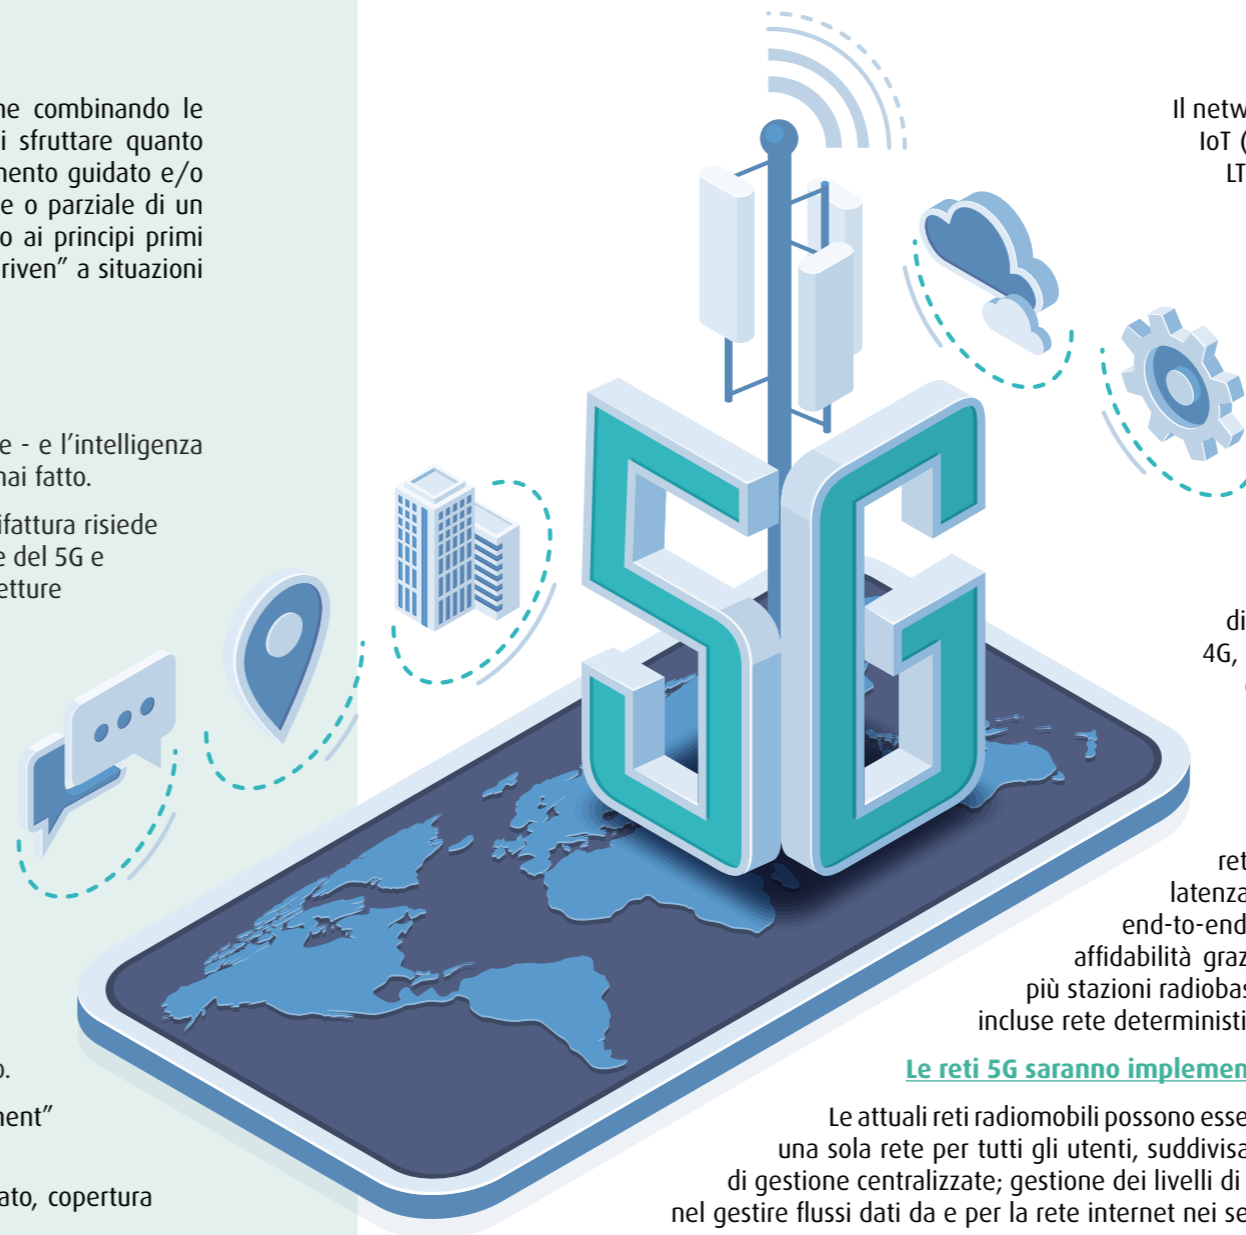 ne combinando le
i sfruttare quanto
mento guidato e/o
e o parziale di un
o ai principi primi
riven” a situazioni
e - e l’intelligenza
nai fatto.
ifattura risiede
e del 5G e
etture
o.
nent”
ato, copertura
5G
Il netw
IoT (
LT
di
4G,
ret
latenza
end-to-end
affidabilità graz
più stazioni radiobas
incluse rete deterministi
Le reti 5G saranno implemen
Le attuali reti radiomobili possono esse
una sola rete per tutti gli utenti, suddivisa
di gestione centralizzate; gestione dei livelli di
nel gestire flussi dati da e per la rete internet nei se